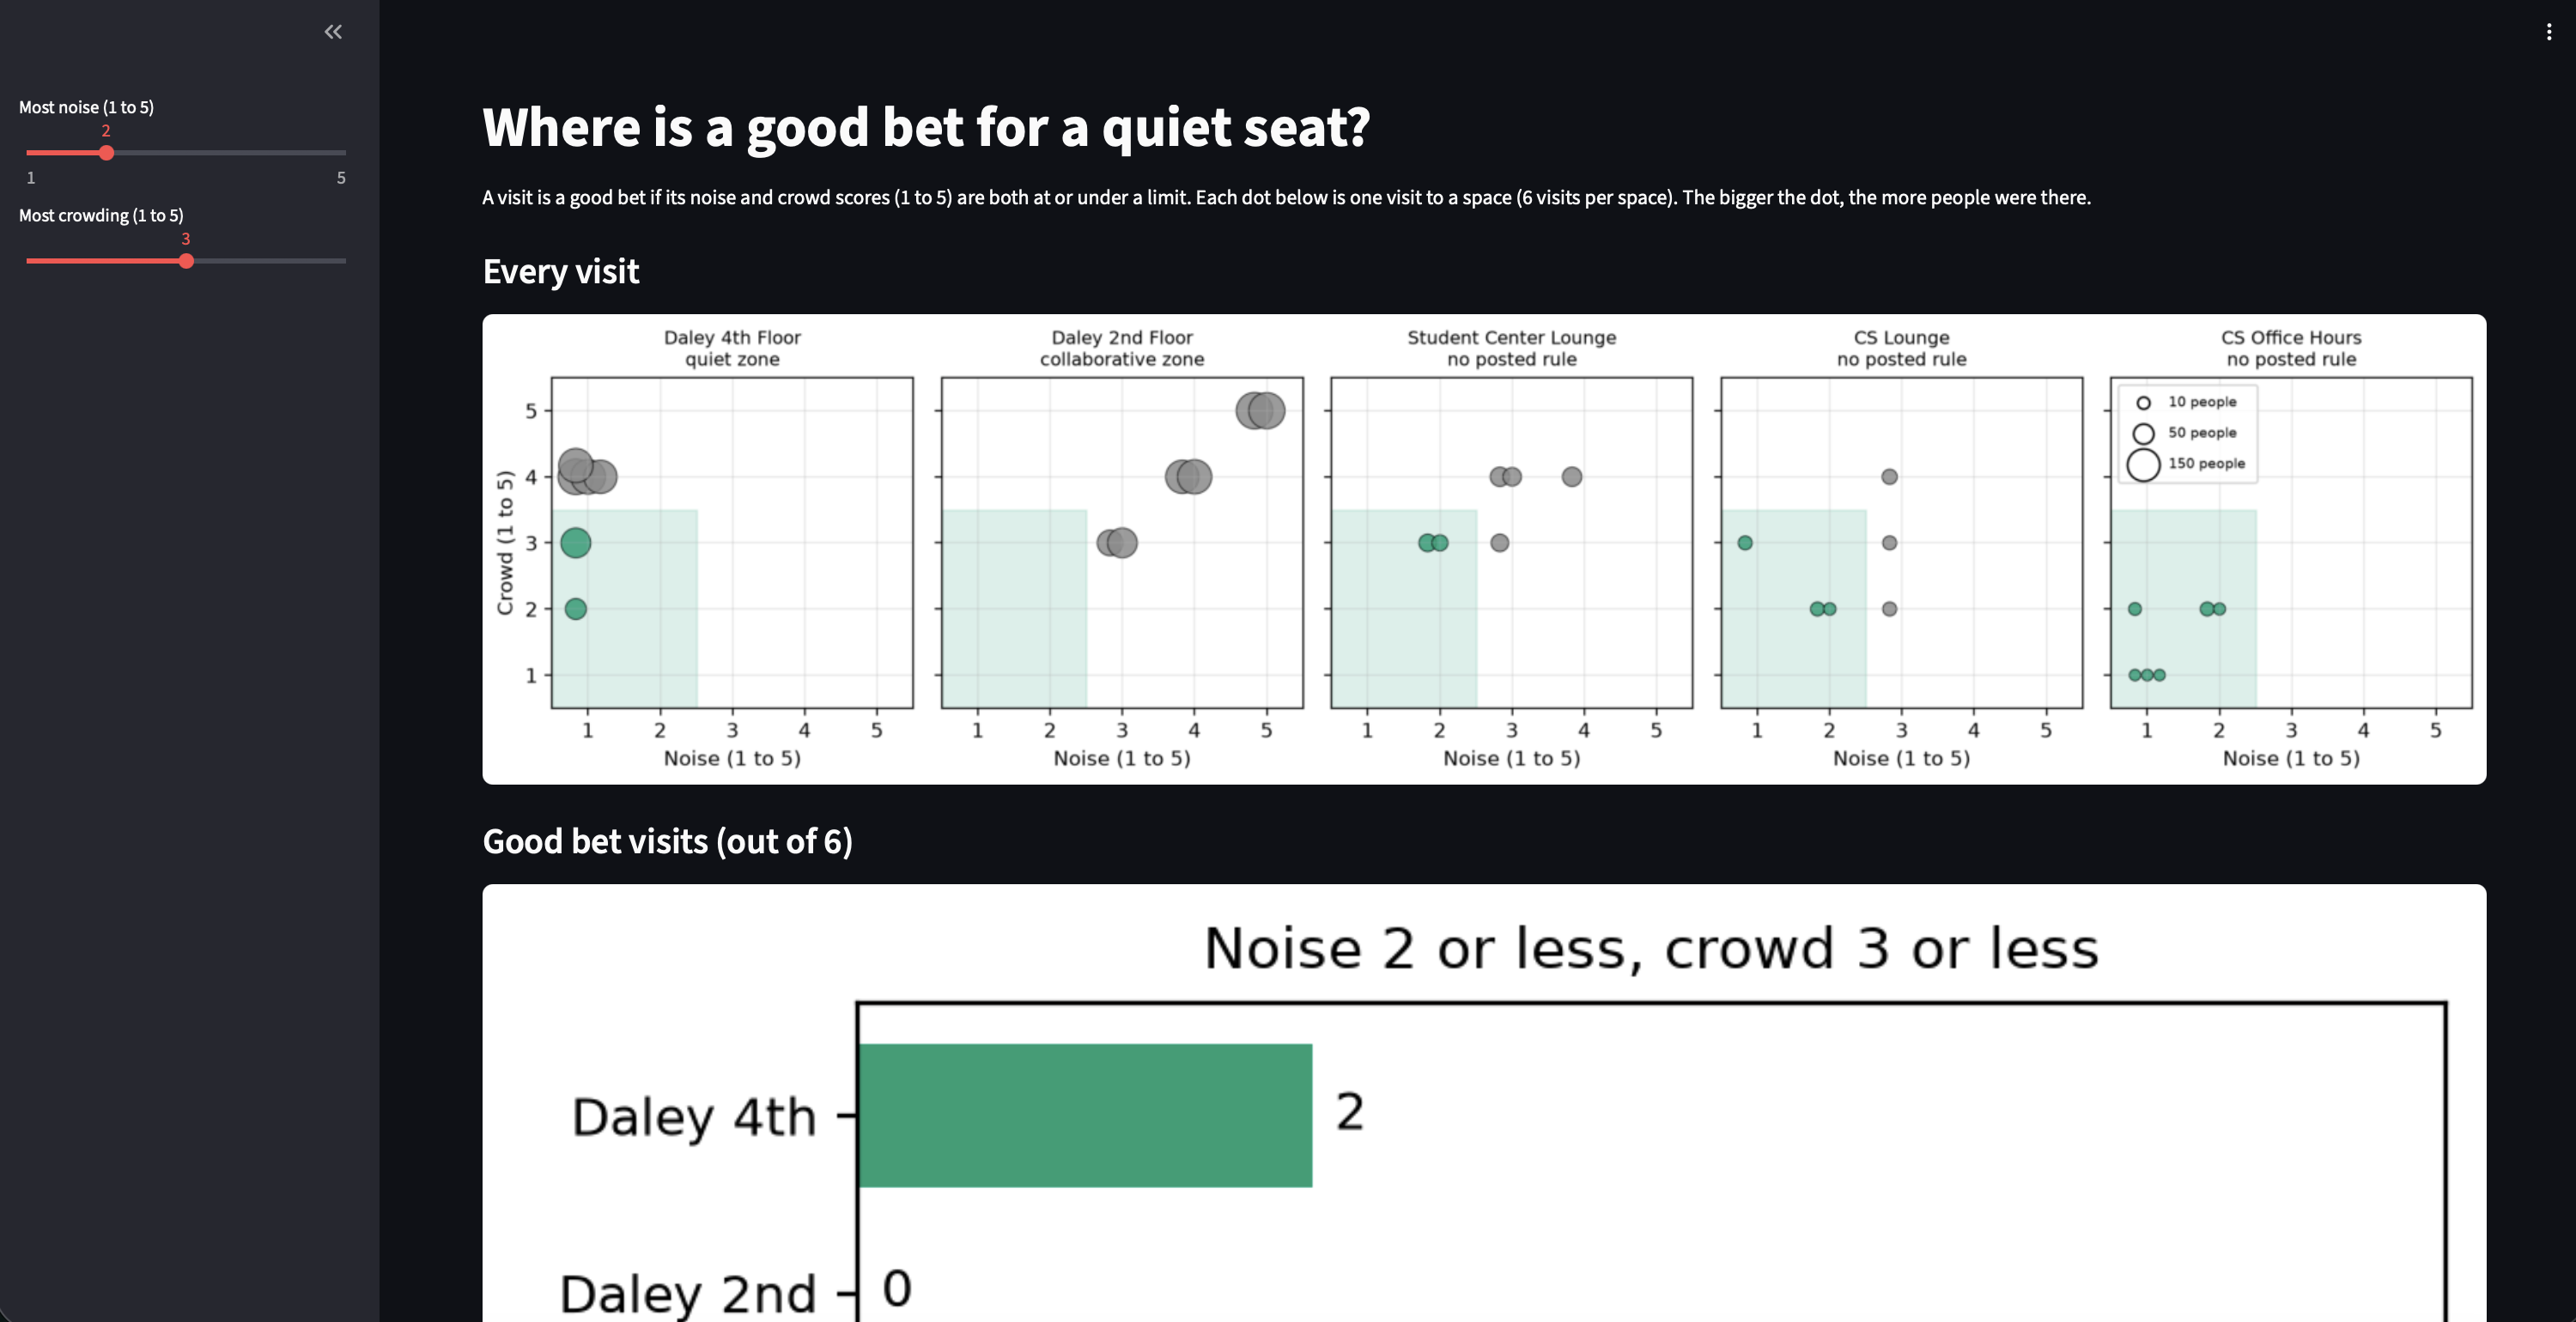 Most noise (1 to 5)
2
1 5
Most crowding (1 to 5)
3
Where is a good bet for a quiet seat?
A visit is a good bet if its noise and crowd scores (1 to 5) are both at or under a limit. Each dot below is one visit to a space (6 visits per space). The bigger the dot, the more people were there.
Every visit
Daley 4th Floor
quiet zone
Crowd (1 to 5)
5
4
3
2
1
1 2 3 4 5
Noise (1 to 5)
Daley 2nd Floor
collaborative zone
1 2 3 4 5
Noise (1 to 5)
Student Center Lounge
no posted rule
1 2 3 4 5
Noise (1 to 5)
CS Lounge
no posted rule
1 2 3 4 5
Noise (1 to 5)
CS Office Hours
no posted rule
10 people
50 people
150 people
1 2 3 4 5
Noise (1 to 5)
Good bet visits (out of 6)
Noise 2 or less, crowd 3 or less
Daley 4th 2
Daley 2nd 0